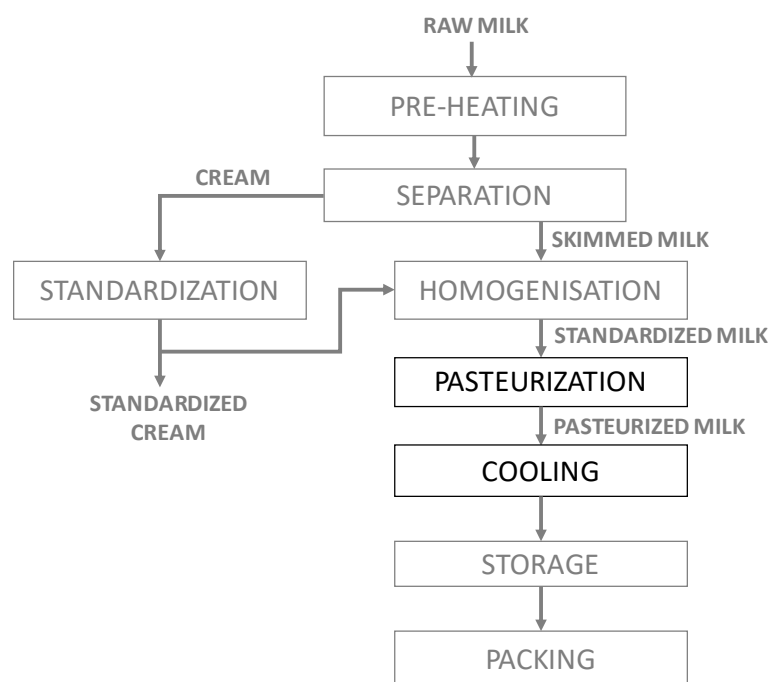 RAW MILK
PRE-HEATING
CREAM
SEPARATION
SKIMMED MILK
STANDARDIZATION
HOMOGENISATION
STANDARDIZED MILK
PASTEURIZATION
STANDARDIZED
CREAM
PASTEURIZED MILK
COOLING
STORAGE
PACKING